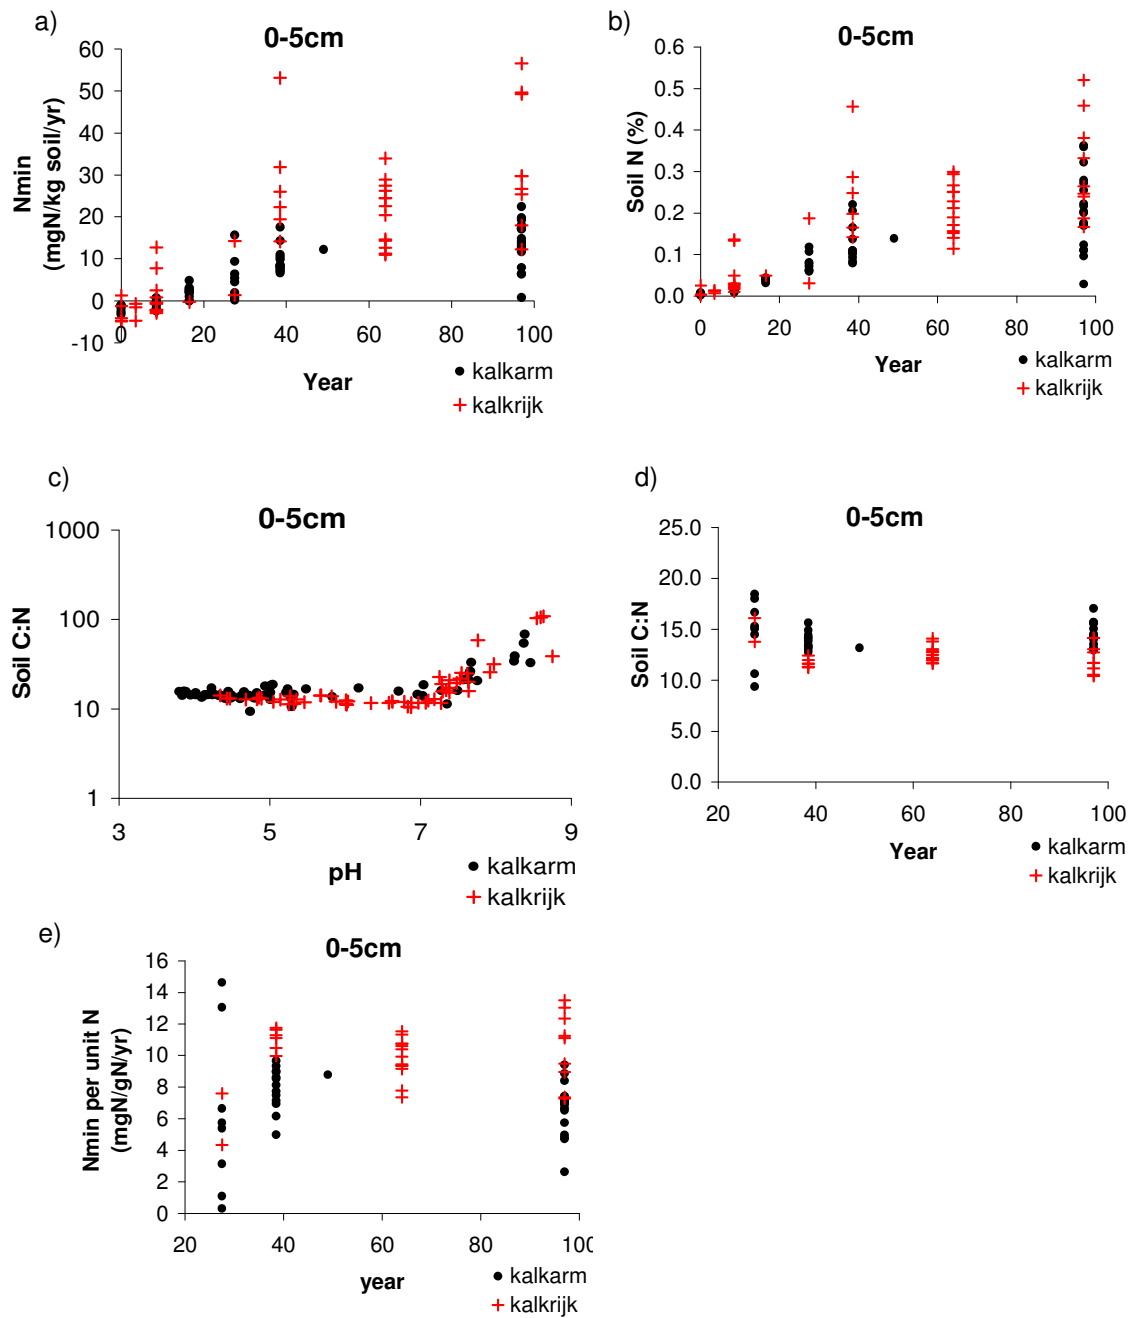 a)
0-5cm
Nmin
(mgN/kg soil/yr)
60
50
40
30
20
10
0
-10
0
20
40
60
80
100
Year
kalkarm
kalkrijk
b)
0-5cm
Soil N (%)
0.6
0.5
0.4
0.3
0.2
0.1
0.0
0
20
40
60
80
100
Year
kalkarm
kalkrijk
c)
0-5cm
Soil C:N
1000
100
10
1
3
5
7
9
pH
kalkarm
kalkrijk
d)
0-5cm
Soil C:N
25.0
20.0
15.0
10.0
5.0
0.0
20
40
60
80
100
Year
kalkarm
kalkrijk
e)
0-5cm
Nmin per unit N
(mgN/gN/yr)
16
14
12
10
8
6
4
2
0
20
40
60
80
100
year
kalkarm
kalkrijk